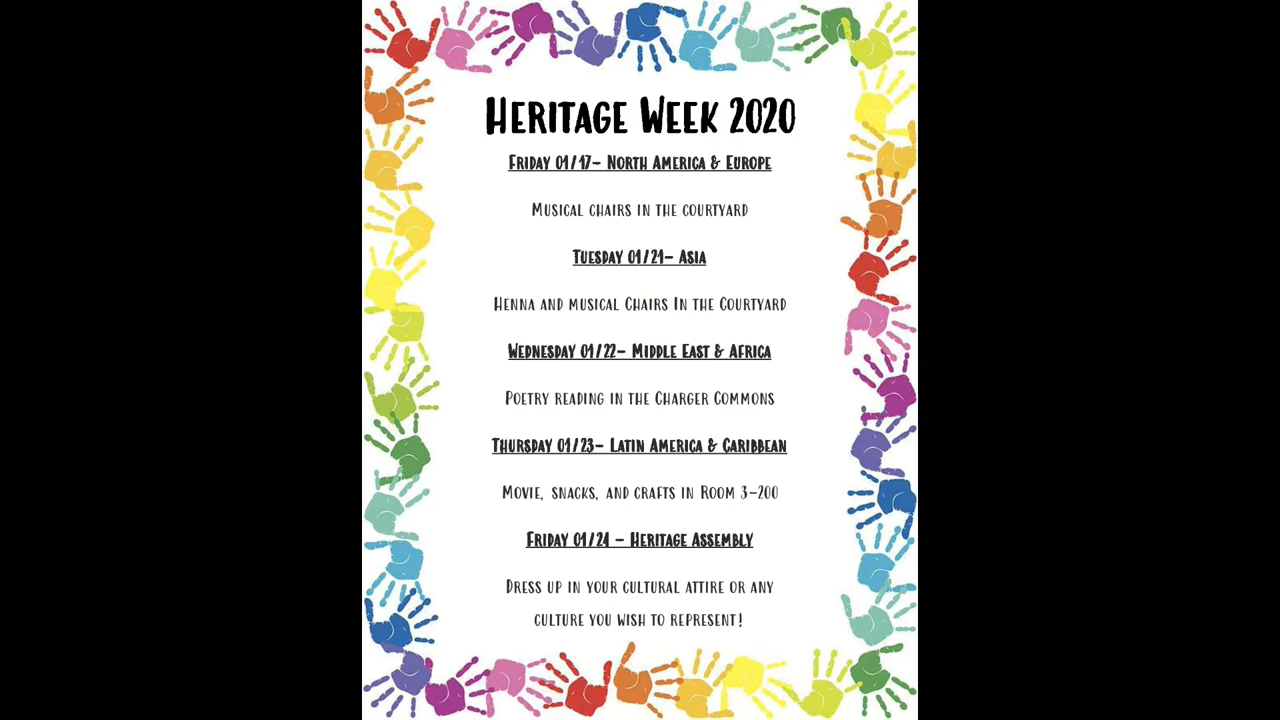 Heritage Week 2020
Friday 01/17- North America & Europe
Musical chairs in the courtyard
Tuesday 01/21- Asia
Henna and musical Chairs In the Courtyard
Wednesday 01/22- Middle East & Africa
Poetry reading in the Charger Commons
Thursday 01/23- Latin America & Caribbean
Movie, snacks, and crafts in Room 3-200
Friday 01/24 - Heritage Assembly
Dress up in your cultural attire or any
culture you wish to represent!